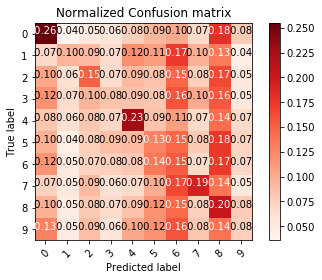 Normalized Confusion matrix
True label
0 0.26 0.04 0.05 0.06 0.08 0.09 0.10 0.07 0.18 0.08
1 0.07 0.10 0.09 0.07 0.12 0.11 0.17 0.10 0.13 0.04
2 0.10 0.06 0.15 0.07 0.09 0.08 0.15 0.08 0.17 0.05
3 0.12 0.07 0.10 0.08 0.09 0.08 0.16 0.10 0.16 0.05
4 0.08 0.06 0.08 0.07 0.23 0.09 0.11 0.07 0.14 0.07
5 0.10 0.04 0.08 0.09 0.09 0.13 0.15 0.08 0.18 0.07
6 0.12 0.05 0.07 0.08 0.08 0.14 0.15 0.07 0.17 0.07
7 0.07 0.05 0.09 0.06 0.07 0.10 0.17 0.19 0.14 0.05
8 0.10 0.05 0.08 0.07 0.09 0.12 0.15 0.08 0.20 0.08
9 0.13 0.05 0.10 0.06 0.11 0.12 0.16 0.08 0.14 0.08
0 1 2 3 4 5 6 7 8 9
Predicted label
0.250
0.225
0.200
0.175
0.150
0.125
0.100
0.075
0.050